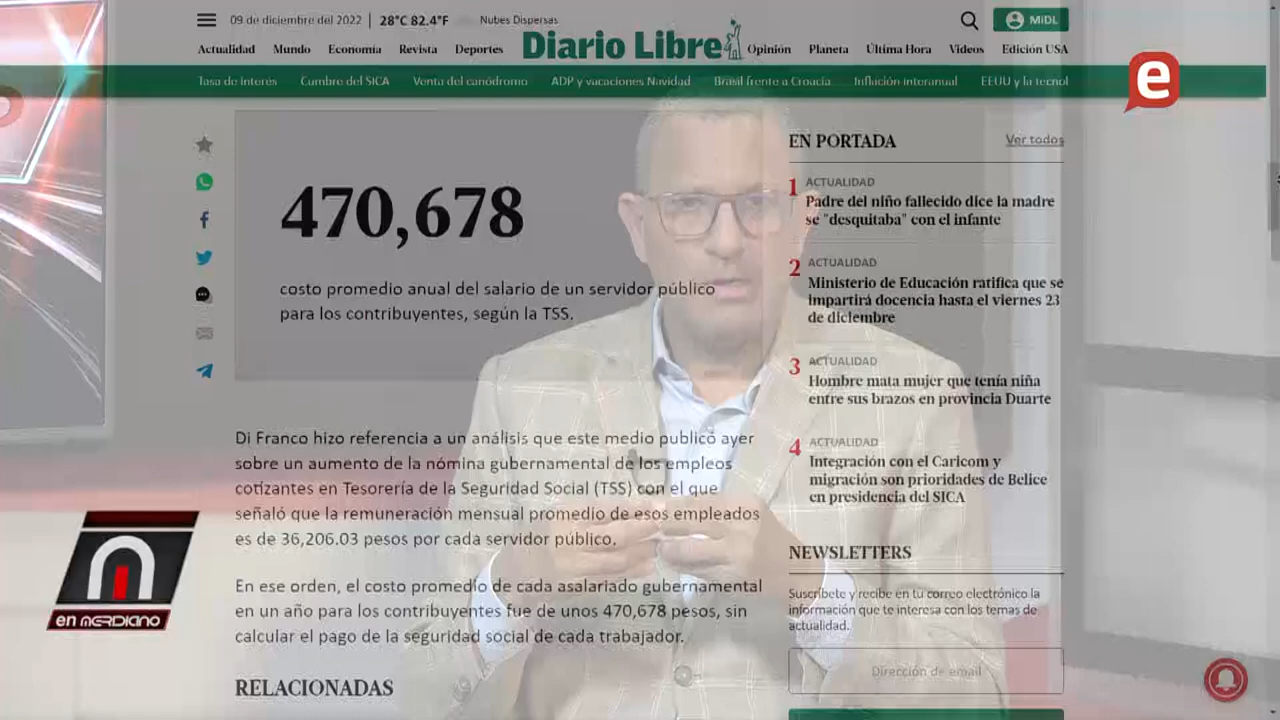 09 de diciembre del 2022 | 28°C 82.4°F Nubes Dispersas
MiDL
Actualidad Mundo Economía Revista Deportes Diario Libre Opinión Planeta Última Hora Videos Edición USA
Tasa de interés Cumbre del SICA Venta del canódromo ADP y vacaciones Navidad Brasil frente a Croacia Inflación interanual EEUU y la tecnol
e
470,678
costo promedio anual del salario de un servidor público
para los contribuyentes, según la TSS.
Di Franco hizo referencia a un análisis que este medio publicó ayer
sobre un aumento de la nómina gubernamental de los empleos
cotizantes en Tesorería de la Seguridad Social (TSS) con el que
señaló que la remuneración mensual promedio de esos empleados
es de 36,206.03 pesos por cada servidor público.
En ese orden, el costo promedio de cada asalariado gubernamental
en un año para los contribuyentes fue de unos 470,678 pesos, sin
calcular el pago de la seguridad social de cada trabajador.
RELACIONADAS
EN PORTADA Ver todos
1 ACTUALIDAD
Padre del niño fallecido dice la madre
se "desquitaba" con el infante
2 ACTUALIDAD
Ministerio de Educación ratifica que se
impartirá docencia hasta el viernes 23
de diciembre
3 ACTUALIDAD
Hombre mata mujer que tenía niña
entre sus brazos en provincia Duarte
4 ACTUALIDAD
Integración con el Caricom y
migración son prioridades de Belice
en presidencia del SICA
NEWSLETTERS
Suscríbete y recibe en tu correo electrónico la
información que te interesa con los temas de
actualidad.
Dirección de email
en MERIDIANO